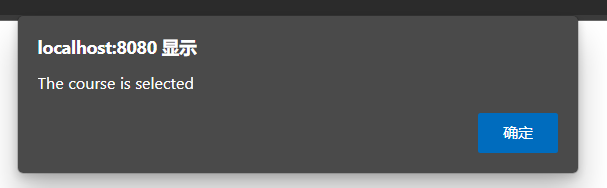 localhost:8080 显示
The course is selected
确定